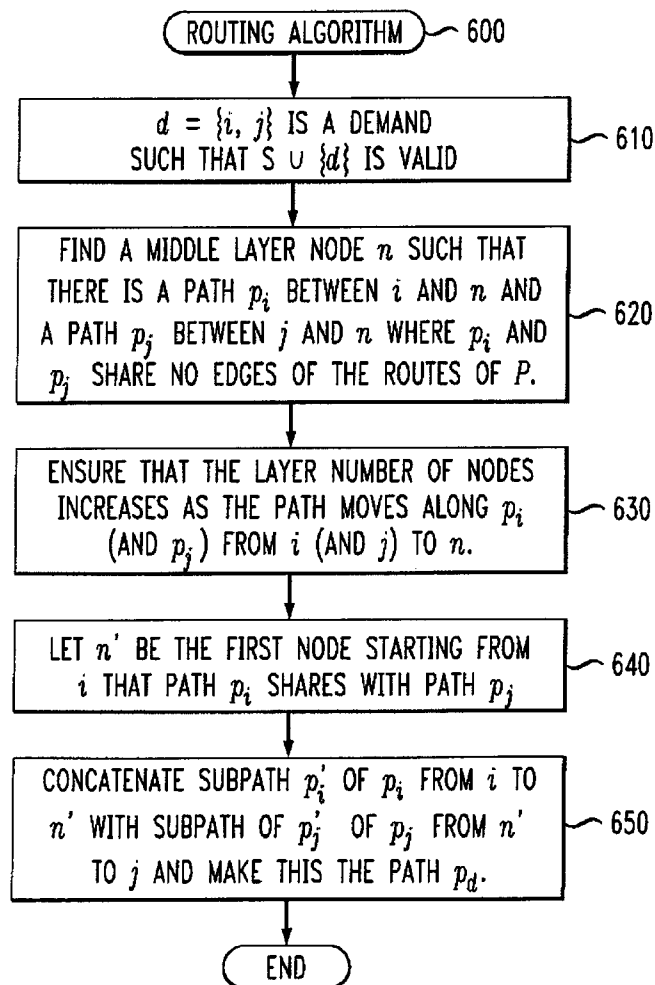 ROUTING ALGORITHM 600
d = {i, j} IS A DEMAND
SUCH THAT S ∪ {d} IS VALID
610
FIND A MIDDLE LAYER NODE n SUCH THAT
THERE IS A PATH p_i BETWEEN i AND n AND
A PATH p_j BETWEEN j AND n WHERE p_i AND
p_j SHARE NO EDGES OF THE ROUTES OF P.
620
ENSURE THAT THE LAYER NUMBER OF NODES
INCREASES AS THE PATH MOVES ALONG p_i
(AND p_j) FROM i (AND j) TO n.
630
LET n' BE THE FIRST NODE STARTING FROM
i THAT PATH p_i SHARES WITH PATH p_j
640
CONCATENATE SUBPATH p_i' OF p_i FROM i TO
n' WITH SUBPATH OF p_j' OF p_j FROM n'
TO j AND MAKE THIS THE PATH p_d.
650
END